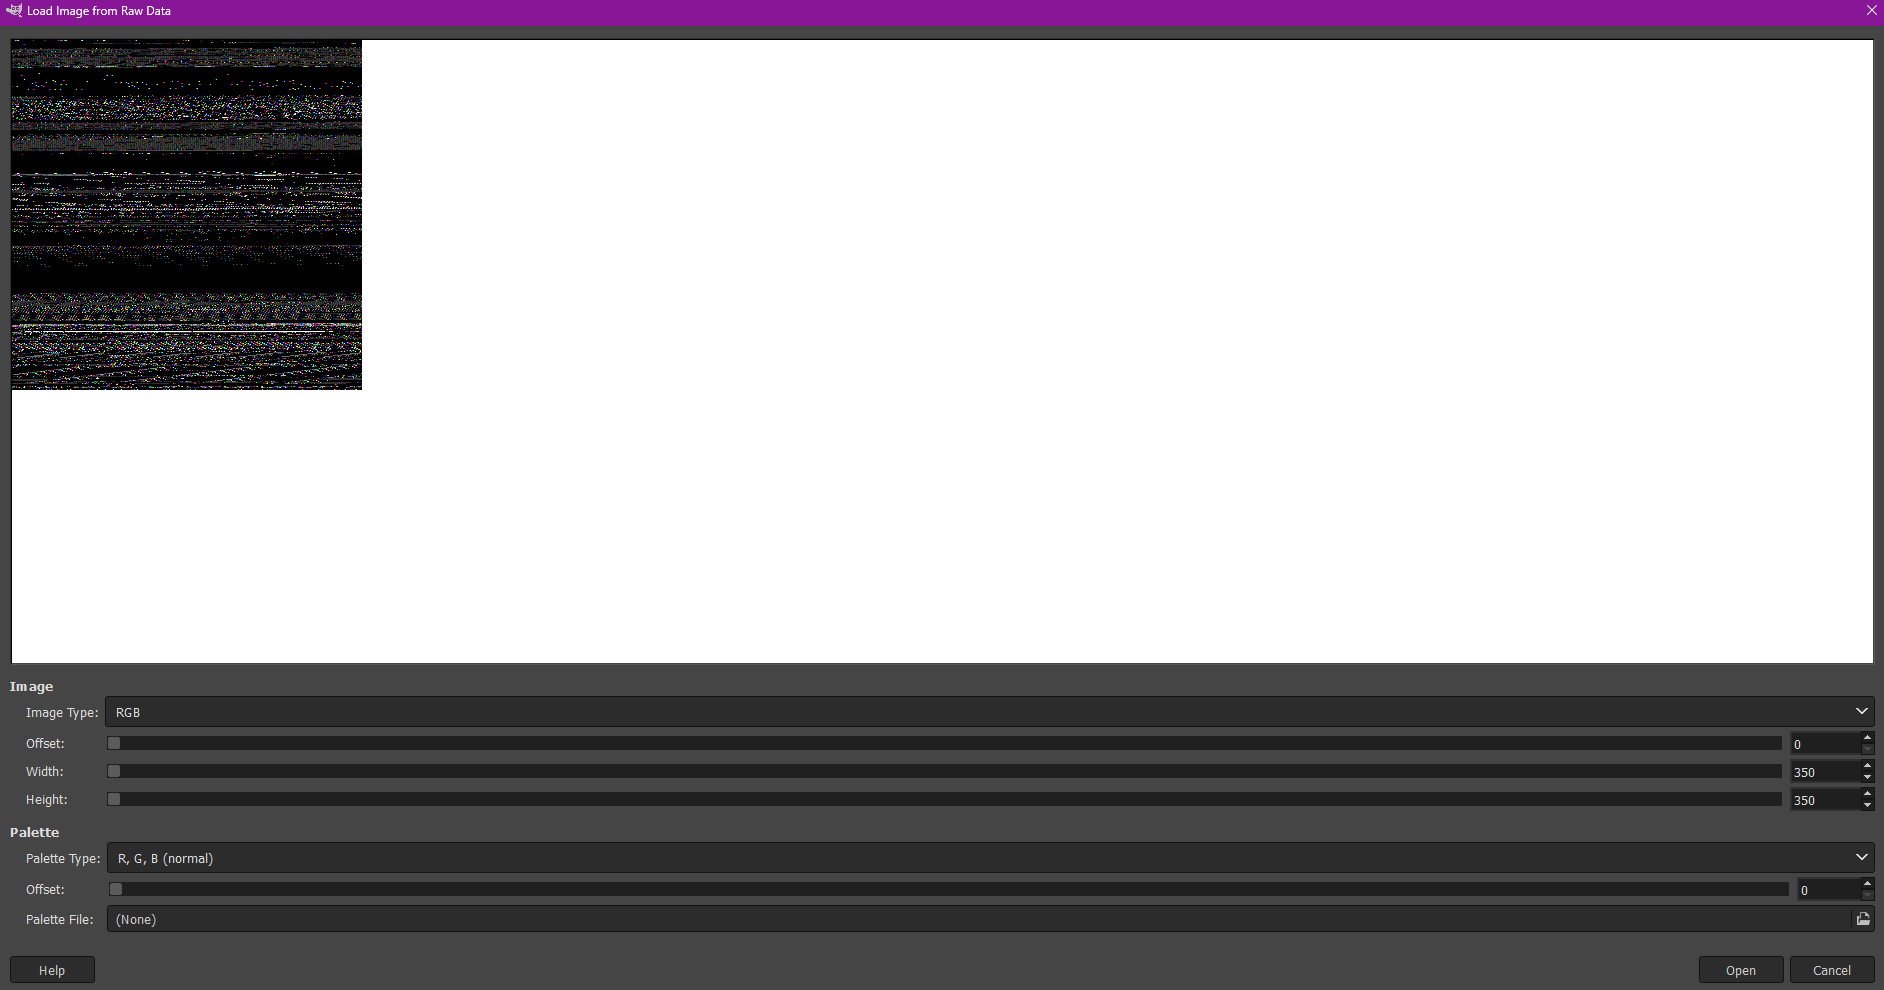 Load Image from Raw Data
Image
Image Type: RGB
Offset: 0
Width: 350
Height: 350
Palette
Palette Type: R, G, B (normal)
Offset: 0
Palette File: (None)
Help Open Cancel